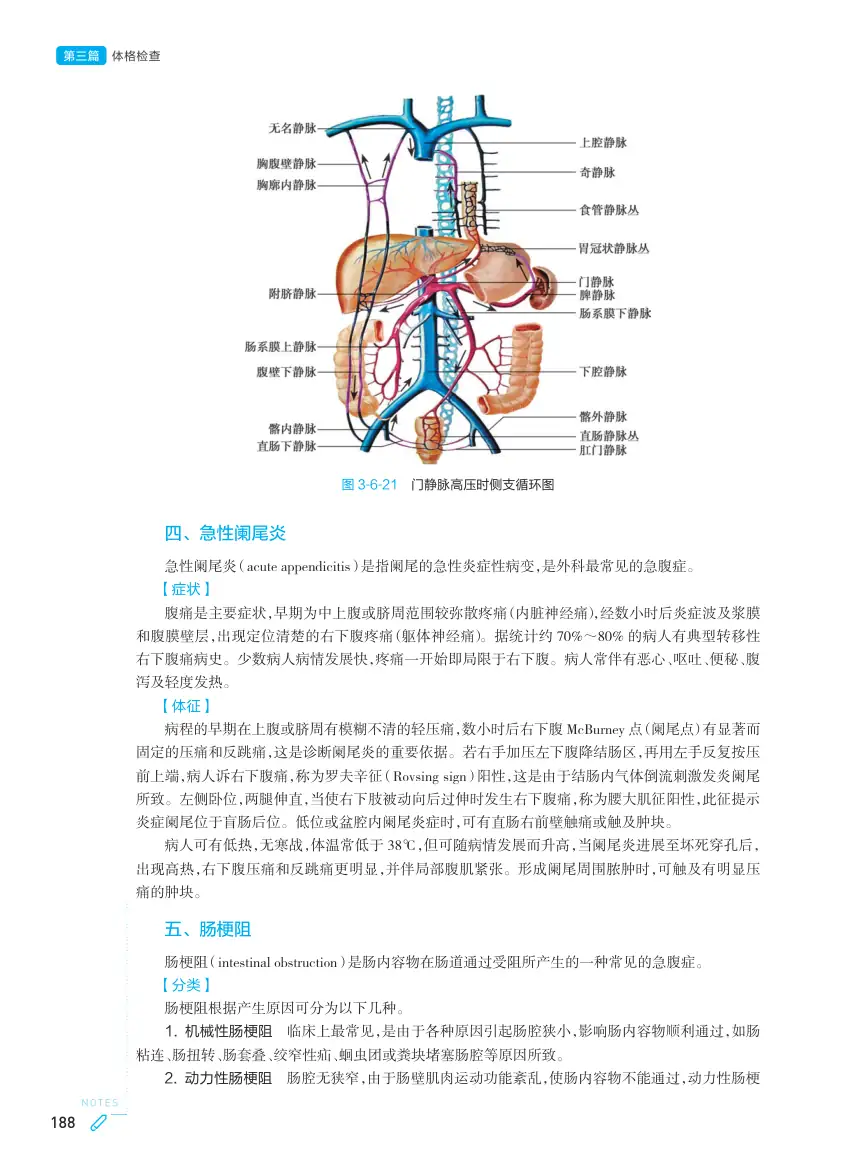 第三篇 体格检查
无名静脉
胸腹壁静脉
胸廓内静脉
附脐静脉
肠系膜上静脉
腹壁下静脉
髂内静脉
直肠下静脉
上腔静脉
奇静脉
食管静脉丛
胃冠状静脉丛
门静脉
脾静脉
肠系膜下静脉
下腔静脉
髂外静脉
直肠静脉丛
肛门静脉
图 3-6-21 门静脉高压时侧支循环图
四、急性阑尾炎
急性阑尾炎(acute appendicitis)是指阑尾的急性炎症性病变,是外科最常见的急腹症。
【症状】
腹痛是主要症状,早期为中上腹或脐周范围较弥散疼痛(内脏神经痛),经数小时后炎症波及浆膜
和腹膜壁层,出现定位清楚的右下腹疼痛(躯体神经痛)。据统计约 70%～80% 的病人有典型转移性
右下腹痛病史。少数病人病情发展快,疼痛一开始即局限于右下腹。病人常伴有恶心、呕吐、便秘、腹
泻及轻度发热。
【体征】
病程的早期在上腹或脐周有模糊不清的轻压痛,数小时后右下腹 McBurney 点(阑尾点)有显著而
固定的压痛和反跳痛,这是诊断阑尾炎的重要依据。若右手加压左下腹降结肠区,再用左手反复按压
前上端,病人诉右下腹痛,称为罗夫辛征(Rovsing sign)阳性,这是由于结肠内气体倒流刺激发炎阑尾
所致。左侧卧位,两腿伸直,当使右下肢被动向后过伸时发生右下腹痛,称为腰大肌征阳性,此征提示
炎症阑尾位于盲肠后位。低位或盆腔内阑尾炎症时,可有直肠右前壁触痛或触及肿块。
病人可有低热,无寒战,体温常低于 38℃,但可随病情发展而升高,当阑尾炎进展至坏死穿孔后,
出现高热,右下腹压痛和反跳痛更明显,并伴局部腹肌紧张。形成阑尾周围脓肿时,可触及有明显压
痛的肿块。
五、肠梗阻
肠梗阻(intestinal obstruction)是肠内容物在肠道通过受阻所产生的一种常见的急腹症。
【分类】
肠梗阻根据产生原因可分为以下几种。
1. 机械性肠梗阻 临床上最常见,是由于各种原因引起肠腔狭小,影响肠内容物顺利通过,如肠
粘连、肠扭转、肠套叠、绞窄性疝、蛔虫团或粪块堵塞肠腔等原因所致。
2. 动力性肠梗阻 肠腔无狭窄,由于肠壁肌肉运动功能紊乱,使肠内容物不能通过,动力性肠梗
NOTES
188